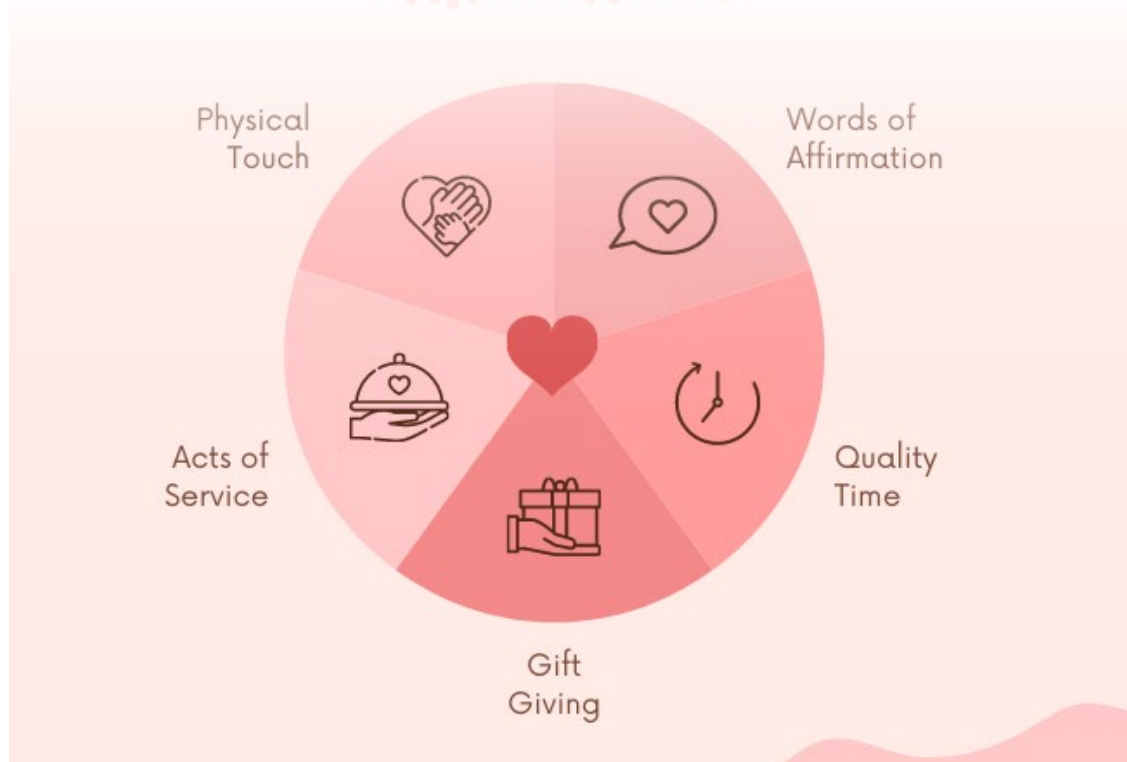 Physical
Touch
Words of
Affirmation
Acts of
Service
Quality
Time
Gift
Giving